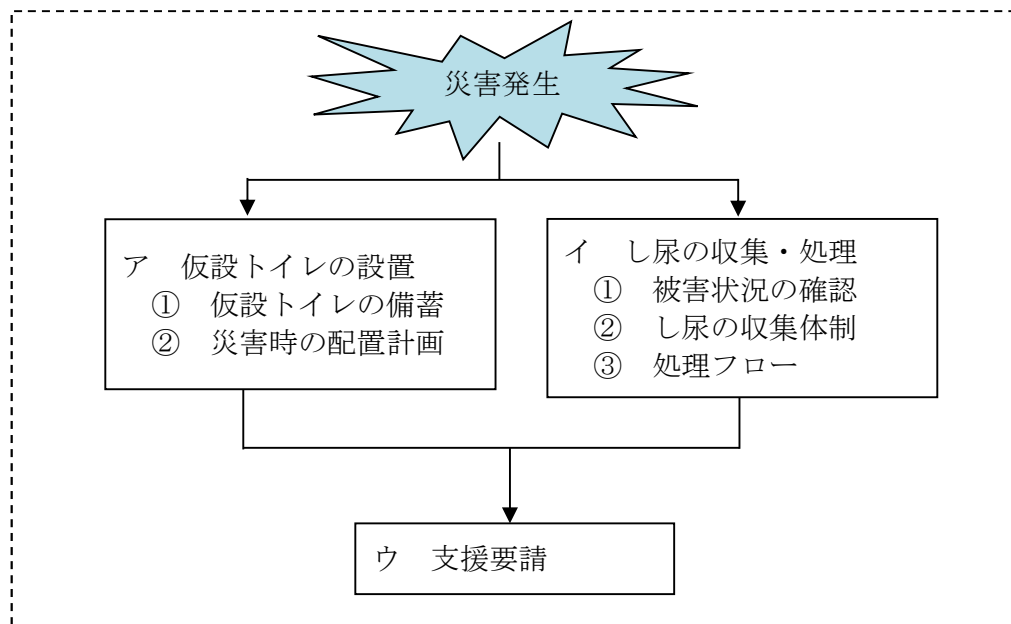 災害発生
ア　仮設トイレの設置
①　仮設トイレの備蓄
②　災害時の配置計画
イ　し尿の収集・処理
①　被害状況の確認
②　し尿の収集体制
③　処理フロー
ウ　支援要請